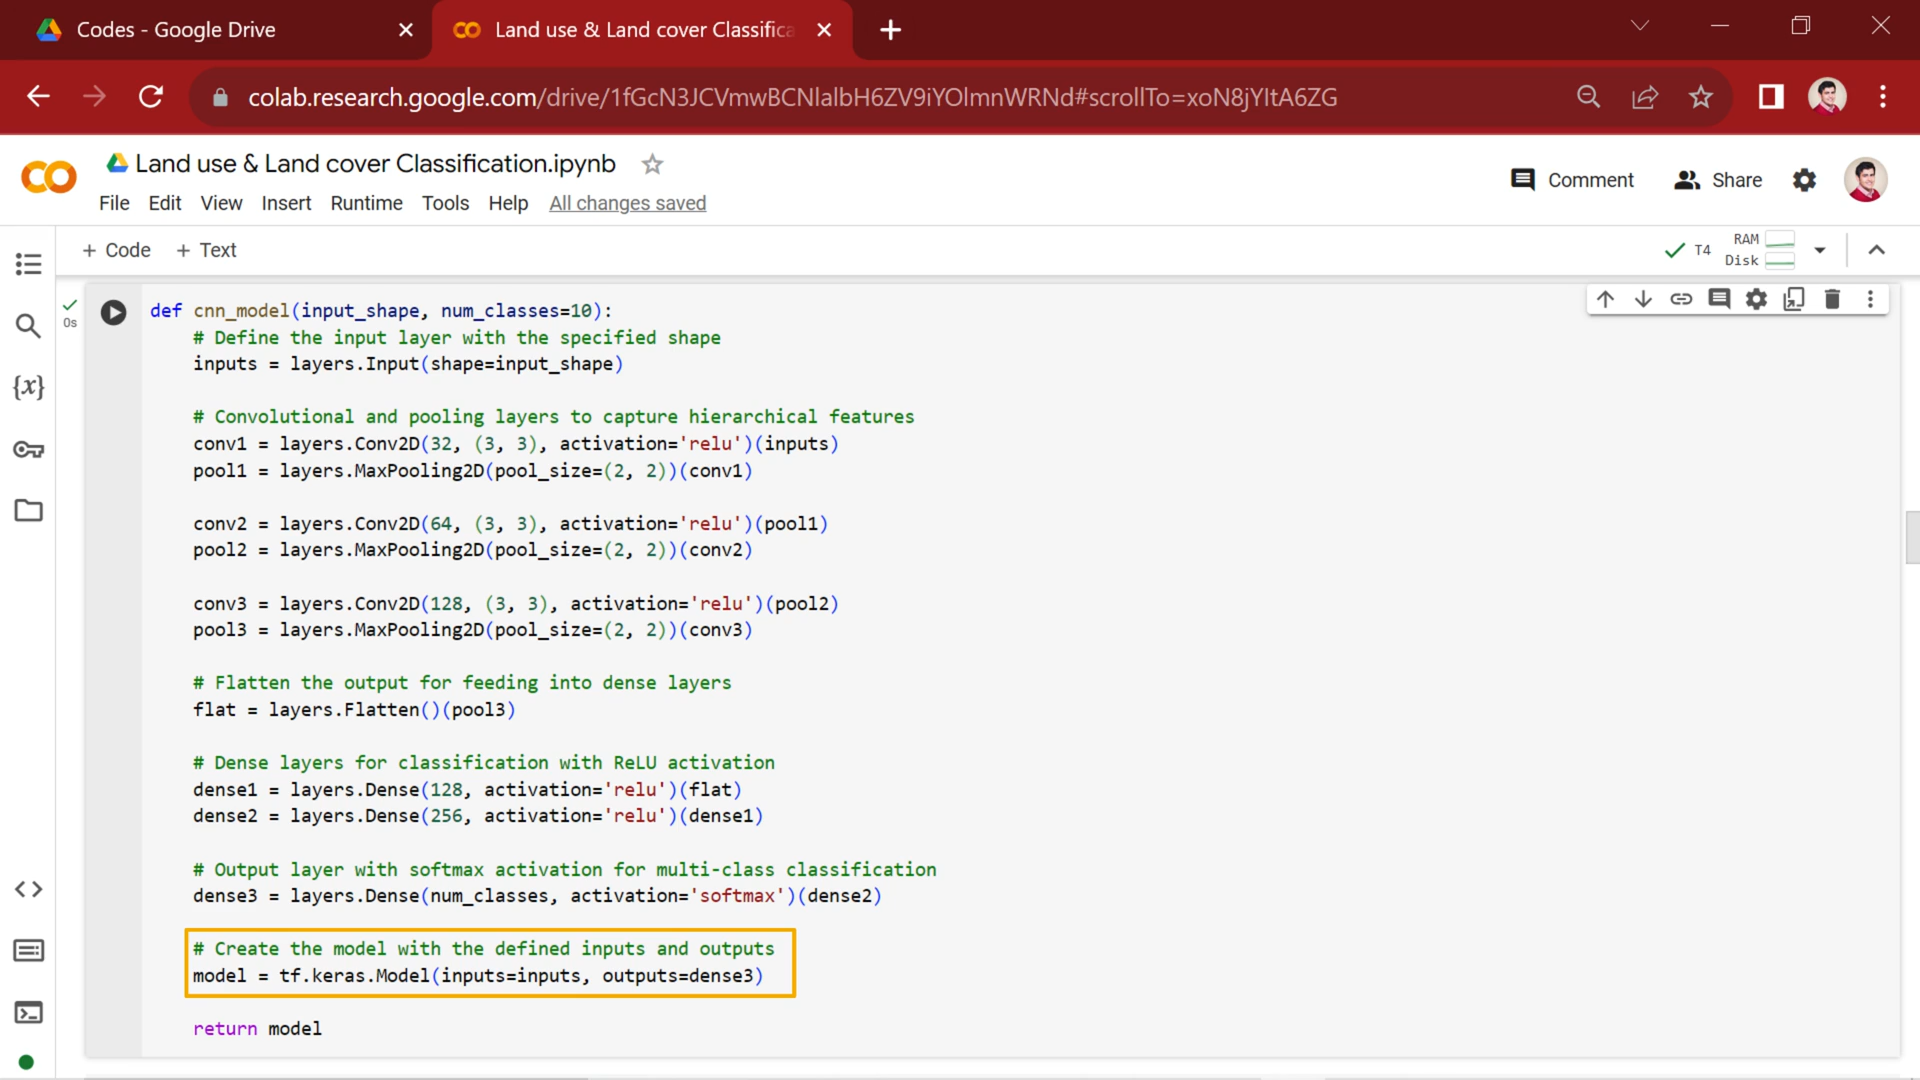 Codes - Google Drive
Land use & Land cover Classifica
colab.research.google.com/drive/1fGcN3JCVmwBCNlalbH6ZV9iYOlmnWRNd#scrollTo=xoN8jYItA6ZG
Land use & Land cover Classification.ipynb
Comment
Share
File Edit View Insert Runtime Tools Help All changes saved
+ Code + Text
T4
RAM
Disk
0s
def cnn_model(input_shape, num_classes=10):
# Define the input layer with the specified shape
inputs = layers.Input(shape=input_shape)
# Convolutional and pooling layers to capture hierarchical features
conv1 = layers.Conv2D(32, (3, 3), activation='relu')(inputs)
pool1 = layers.MaxPooling2D(pool_size=(2, 2))(conv1)
conv2 = layers.Conv2D(64, (3, 3), activation='relu')(pool1)
pool2 = layers.MaxPooling2D(pool_size=(2, 2))(conv2)
conv3 = layers.Conv2D(128, (3, 3), activation='relu')(pool2)
pool3 = layers.MaxPooling2D(pool_size=(2, 2))(conv3)
# Flatten the output for feeding into dense layers
flat = layers.Flatten()(pool3)
# Dense layers for classification with ReLU activation
dense1 = layers.Dense(128, activation='relu')(flat)
dense2 = layers.Dense(256, activation='relu')(dense1)
# Output layer with softmax activation for multi-class classification
dense3 = layers.Dense(num_classes, activation='softmax')(dense2)
# Create the model with the defined inputs and outputs
model = tf.keras.Model(inputs=inputs, outputs=dense3)
return model